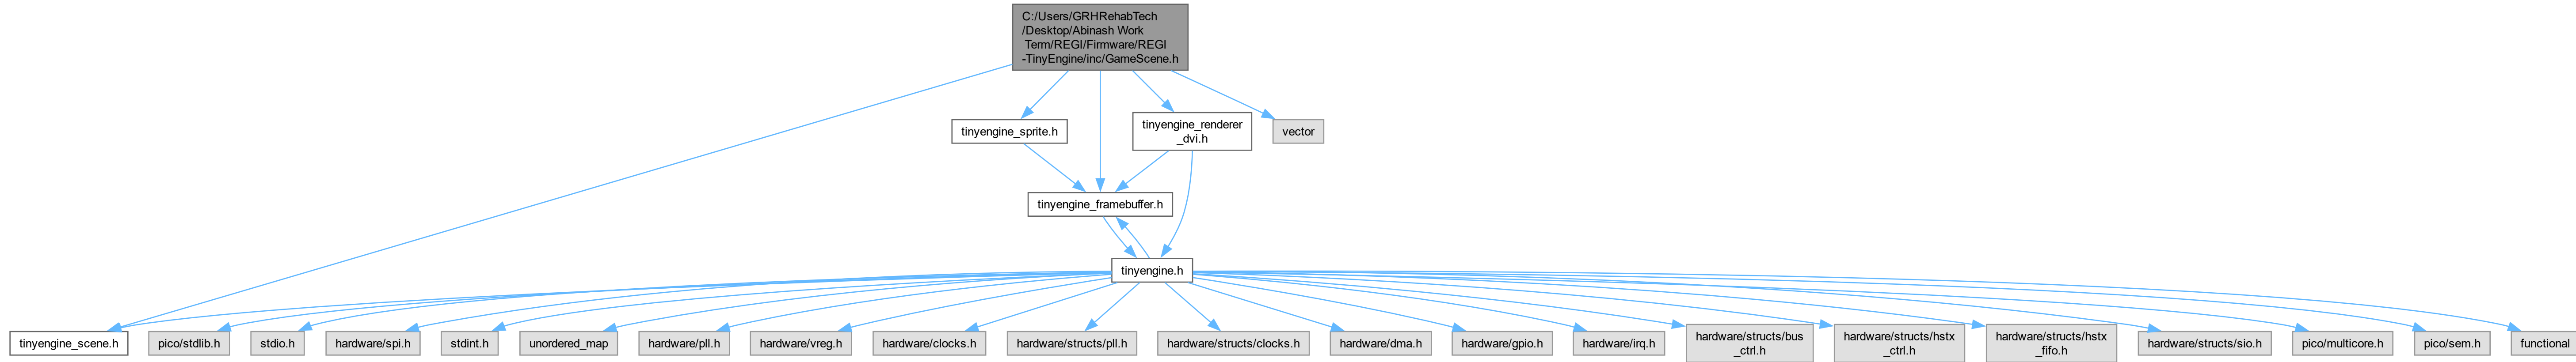 C:/Users/GRHRehabTech
/Desktop/Abinash Work
Term/REGI/Firmware/REGI
-TinyEngine/inc/GameScene.h
tinyengine_sprite.h
tinyengine_renderer
_dvi.h
vector
tinyengine_framebuffer.h
tinyengine.h
tinyengine_scene.h
pico/stdlib.h
stdio.h
hardware/spi.h
stdint.h
unordered_map
hardware/pll.h
hardware/vreg.h
hardware/clocks.h
hardware/structs/pll.h
hardware/structs/clocks.h
hardware/dma.h
hardware/gpio.h
hardware/irq.h
hardware/structs/bus
_ctrl.h
hardware/structs/hstx
_ctrl.h
hardware/structs/hstx
_fifo.h
hardware/structs/sio.h
pico/multicore.h
pico/sem.h
functional